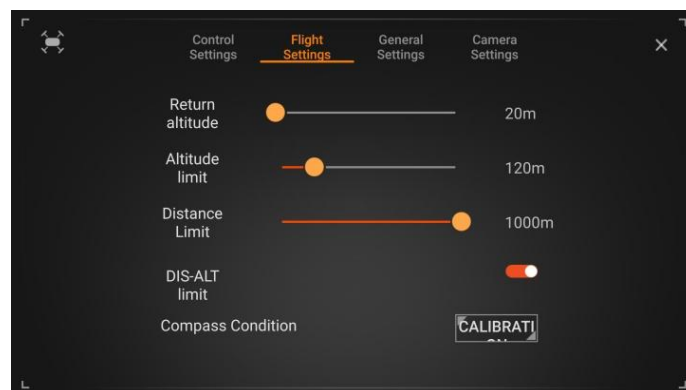 Control
Settings
Flight
Settings
General
Settings
Camera
Settings
Return
altitude
20m
Altitude
limit
120m
Distance
Limit
1000m
DIS-ALT
limit
Compass Condition
CALIBRATI
ON